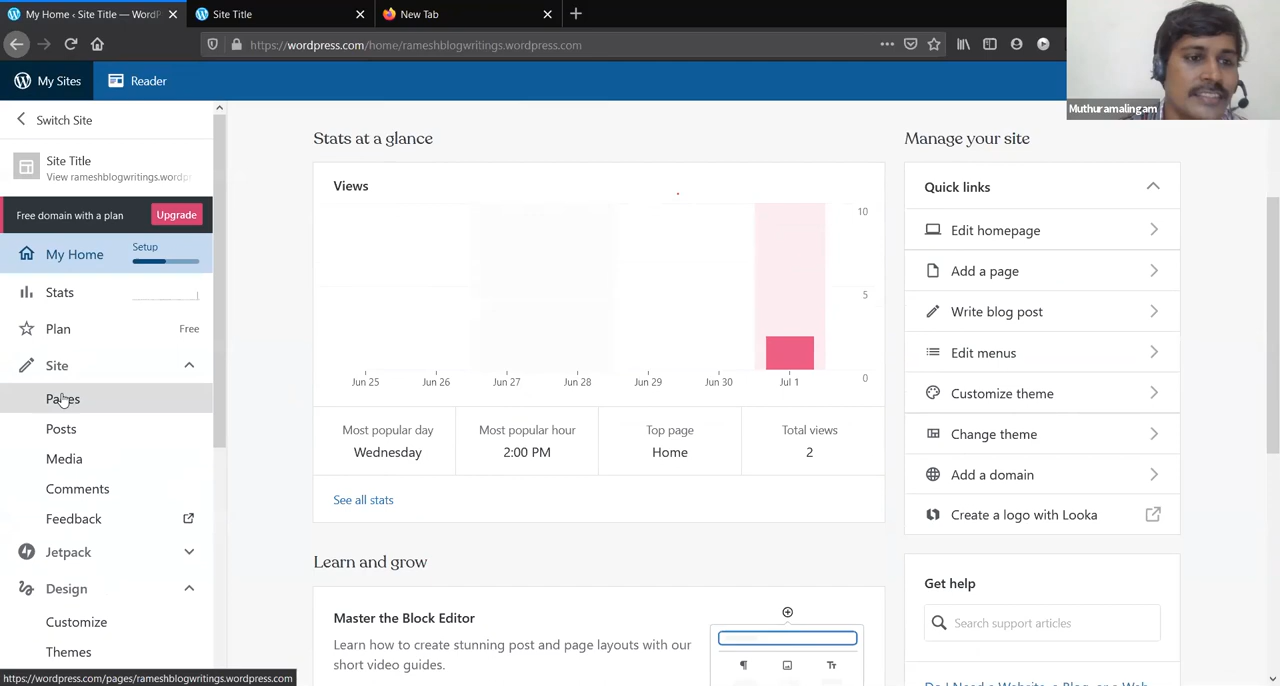 My Home ‹ Site Title — WordP
Site Title
New Tab
https://wordpress.com/home/rameshblogwritings.wordpress.com
My Sites
Reader
Muthuramalingam
Switch Site
Site Title
View rameshblogwritings.wordpr
Free domain with a plan
Upgrade
My Home
Setup
Stats
Plan
Free
Site
Pages
Posts
Media
Comments
Feedback
Jetpack
Design
Customize
Themes
https://wordpress.com/pages/rameshblogwritings.wordpress.com
Stats at a glance
Views
10
5
0
Jun 25
Jun 26
Jun 27
Jun 28
Jun 29
Jun 30
Jul 1
Most popular day
Wednesday
Most popular hour
2:00 PM
Top page
Home
Total views
2
See all stats
Learn and grow
Master the Block Editor
Learn how to create stunning post and page layouts with our
short video guides.
Manage your site
Quick links
Edit homepage
Add a page
Write blog post
Edit menus
Customize theme
Change theme
Add a domain
Create a logo with Looka
Get help
Search support articles
Do I Need a Website, a Blog, or a Web